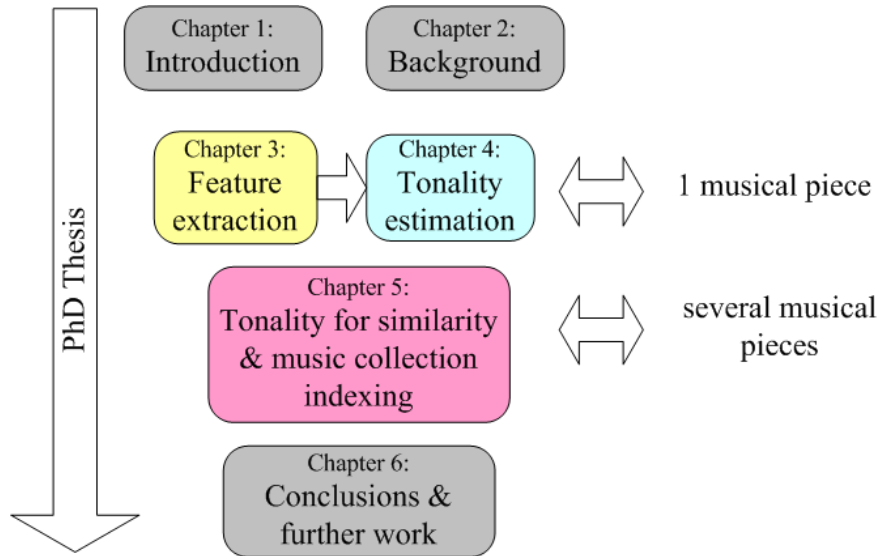 Chapter 1:
Introduction
Chapter 2:
Background
Chapter 3:
Feature
extraction
Chapter 4:
Tonality
estimation
1 musical piece
PhD Thesis
Chapter 5:
Tonality for similarity
& music collection
indexing
several musical
pieces
Chapter 6:
Conclusions &
further work